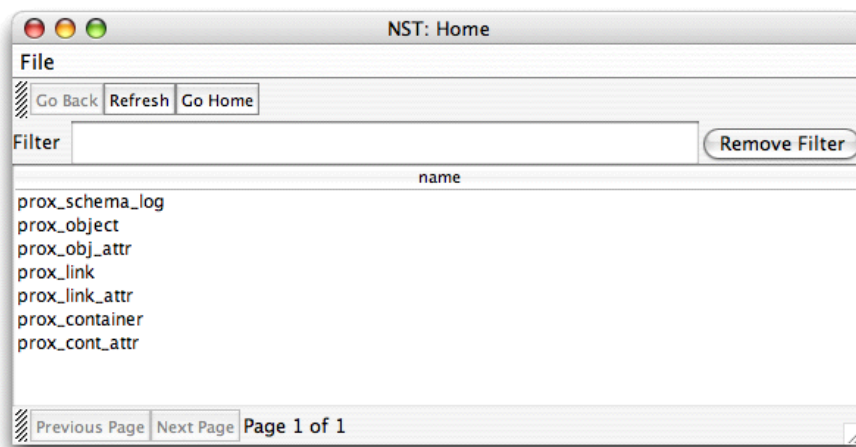 NST: Home
File
Go Back Refresh Go Home
Filter Remove Filter
name
prox_schema_log
prox_object
prox_obj_attr
prox_link
prox_link_attr
prox_container
prox_cont_attr
Previous Page Next Page Page 1 of 1